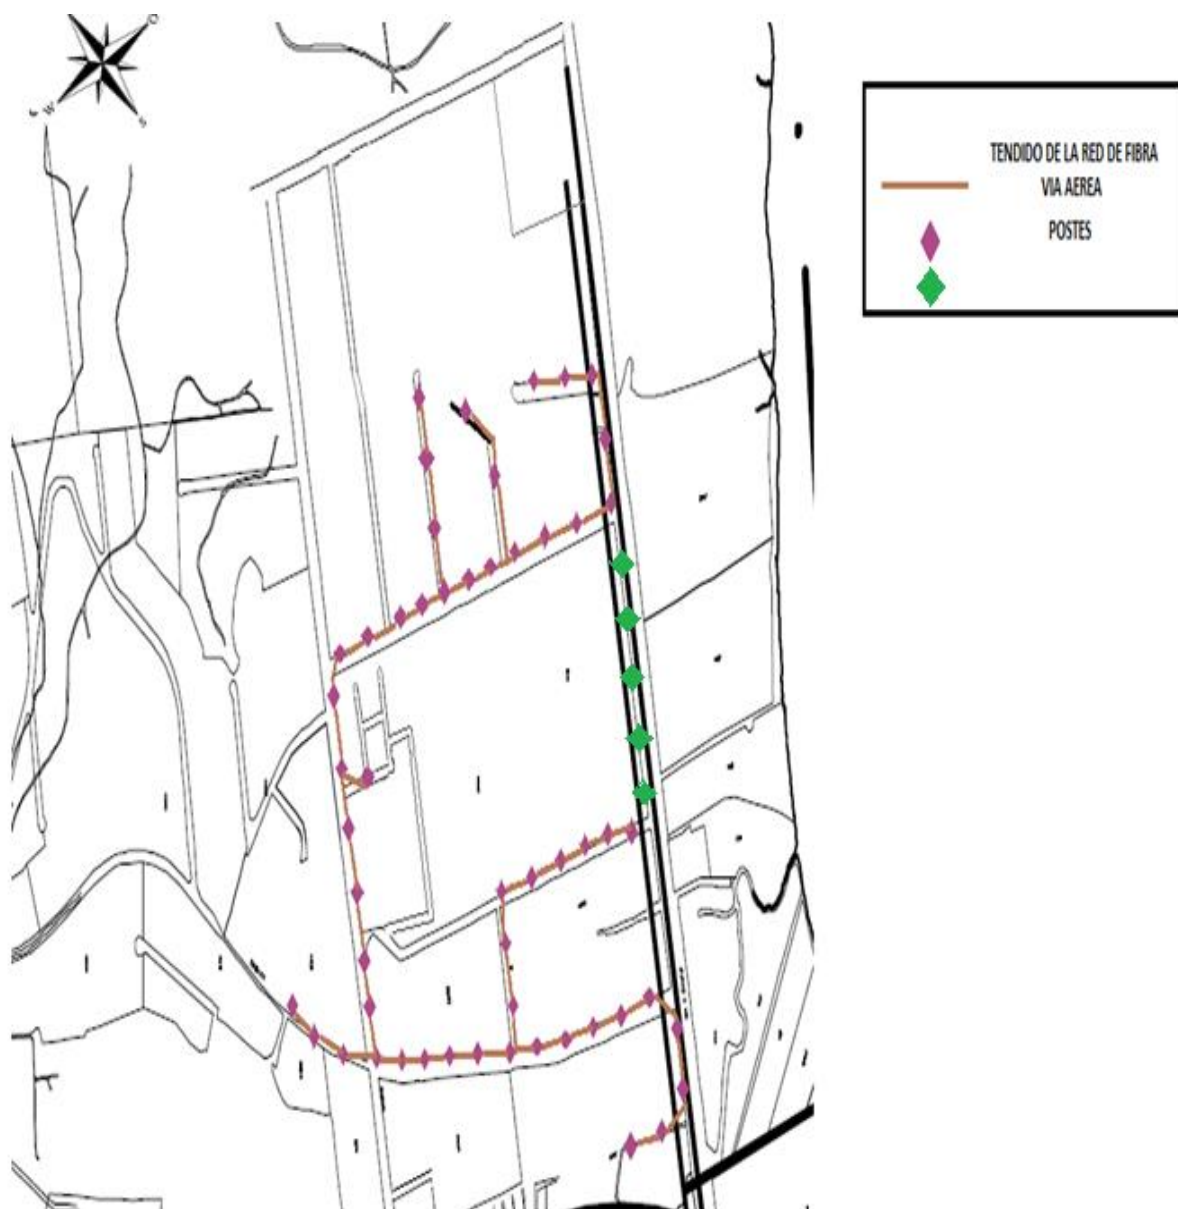 O
W
S
TENDIDO DE LA RED DE FIBRA
VIA AEREA
POSTES